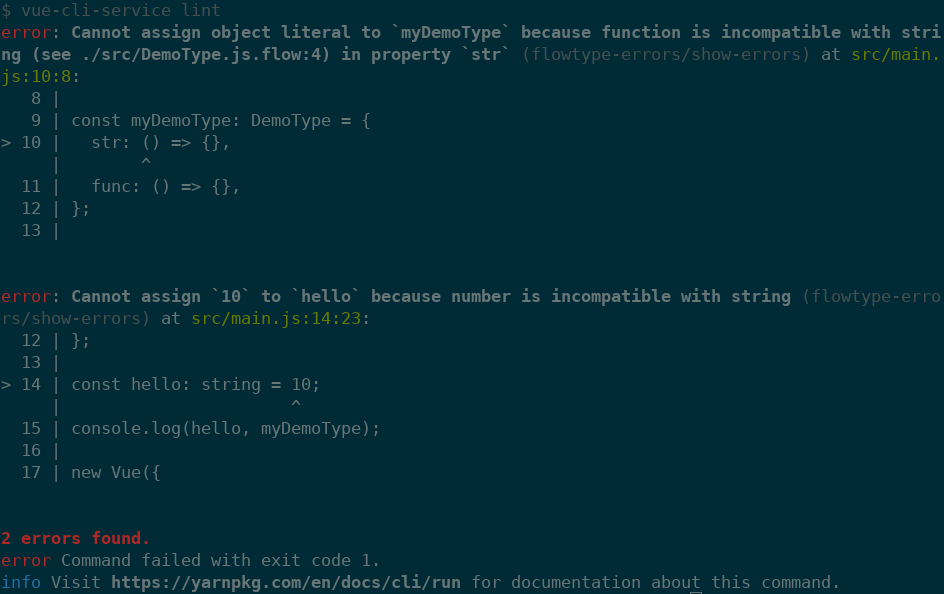 $ vue-cli-service lint
error: Cannot assign object literal to `myDemoType` because function is incompatible with stri
ng (see ./src/DemoType.js.flow:4) in property `str` (flowtype-errors/show-errors) at src/main.
js:10:8:
   8 |
   9 | const myDemoType: DemoType = {
> 10 |   str: () => {},
     |        ^
  11 |   func: () => {},
  12 | };
  13 |
error: Cannot assign `10` to `hello` because number is incompatible with string (flowtype-erro
rs/show-errors) at src/main.js:14:23:
  12 | };
  13 |
> 14 | const hello: string = 10;
     |                       ^
  15 | console.log(hello, myDemoType);
  16 |
  17 | new Vue({
2 errors found.
error Command failed with exit code 1.
info Visit https://yarnpkg.com/en/docs/cli/run for documentation about this command.